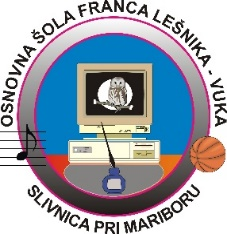 OSNOVNA ŠOLA FRANCA LEŠNIKA - VUKA
SLIVNICA PRI MARIBORU